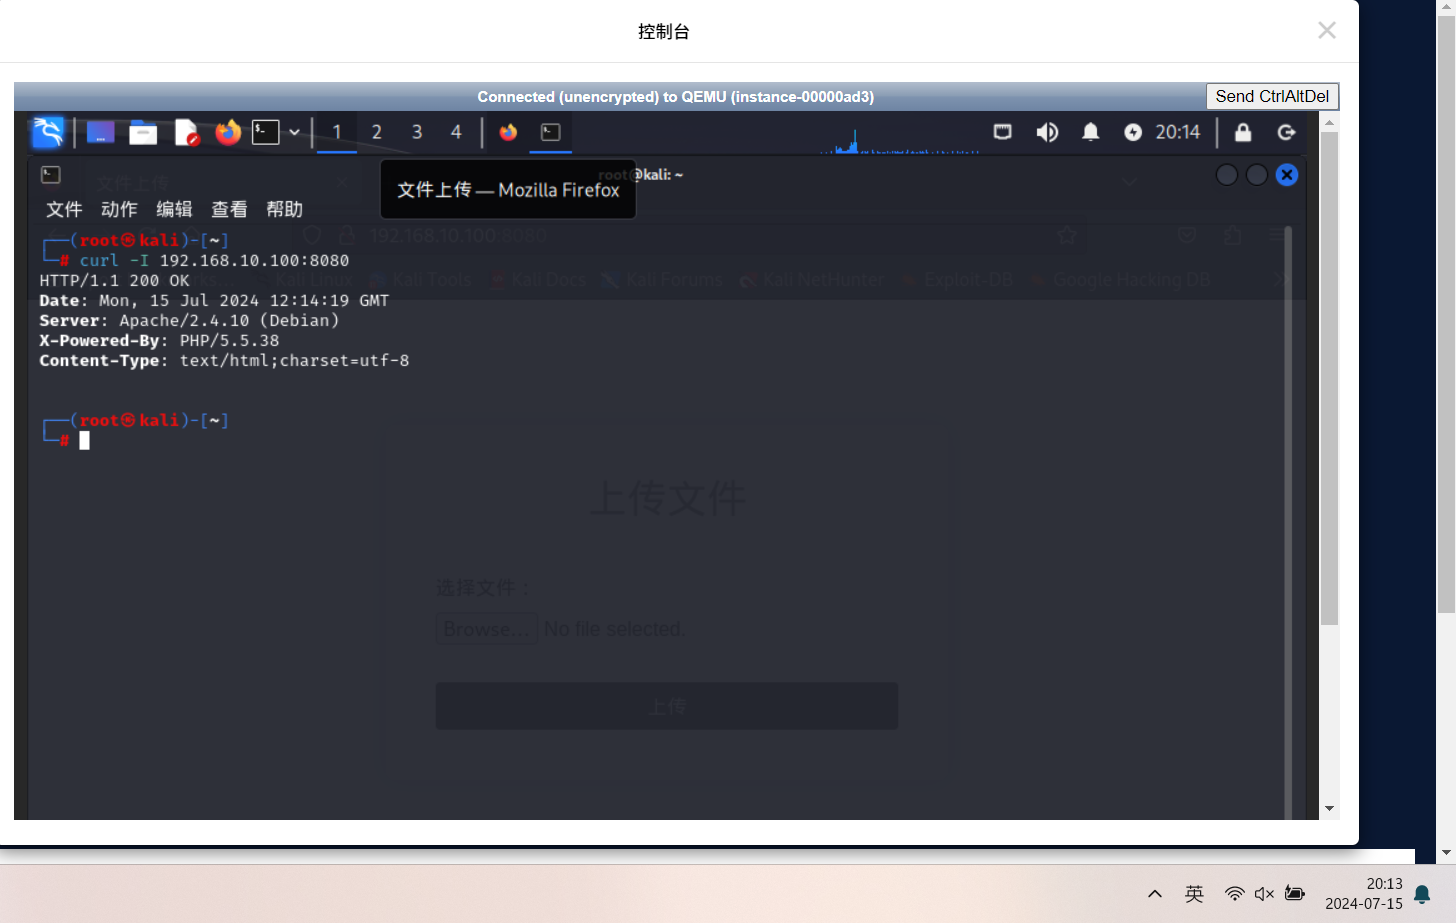 控制台
Connected (unencrypted) to QEMU (instance-00000ad3)
Send CtrlAltDel
1 2 3 4
20:14
文件上传
root@kali: ~
文件上传 — Mozilla Firefox
文件 动作 编辑 查看 帮助
192.168.10.100:8080
┌──(root㉿kali)-[~]
└─# curl -I 192.168.10.100:8080
Kali Linux Kali Tools Kali Docs Kali Forums Kali NetHunter Exploit-DB Google Hacking DB
HTTP/1.1 200 OK
Date: Mon, 15 Jul 2024 12:14:19 GMT
Server: Apache/2.4.10 (Debian)
X-Powered-By: PHP/5.5.38
Content-Type: text/html;charset=utf-8
┌──(root㉿kali)-[~]
└─#
上传文件
选择文件：
Browse... No file selected.
上传
英
20:13
2024-07-15